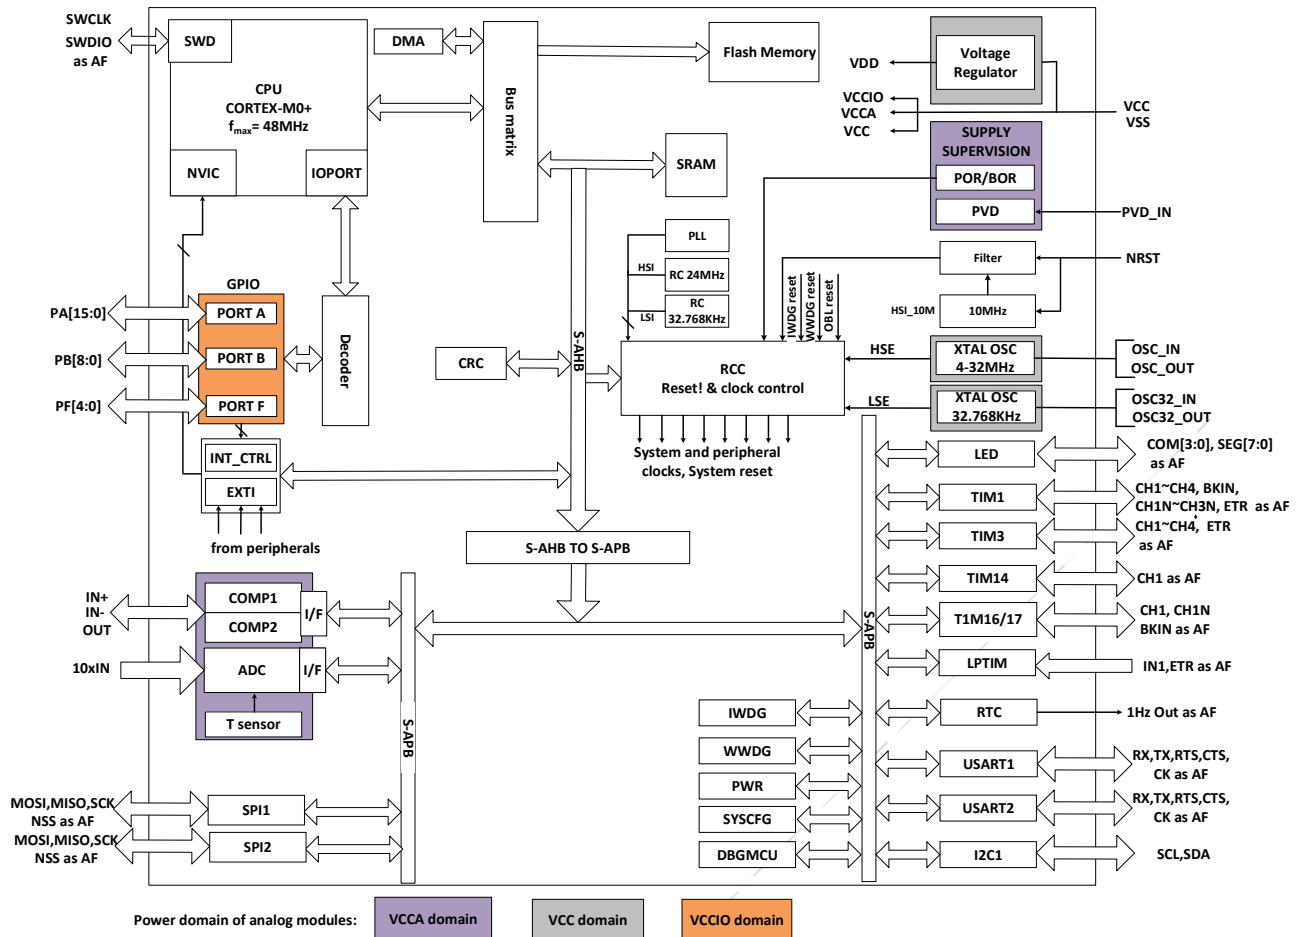 SWCLK
SWDIO
as AF
SWD
CPU
CORTEX-M0+
fmax= 48MHz
NVIC
IOPORT
DMA
Bus matrix
Flash Memory
SRAM
VDD
Voltage
Regulator
VCCIO
VCCA
VCC
VCC
VSS
SUPPLY
SUPERVISION
POR/BOR
PVD
PVD_IN
PLL
HSI
RC 24MHz
LSI
RC
32.768KHz
Filter
NRST
HSI_10M
10MHz
IWDG reset
WWDG reset
OBL reset
GPIO
PA[15:0]
PORT A
PB[8:0]
PORT B
PF[4:0]
PORT F
Decoder
S-AHB
CRC
RCC
Reset! & clock control
HSE
XTAL OSC
4-32MHz
OSC_IN
OSC_OUT
LSE
XTAL OSC
32.768KHz
OSC32_IN
OSC32_OUT
System and peripheral
clocks, System reset
INT_CTRL
EXTI
from peripherals
S-AHB TO S-APB
LED
COM[3:0], SEG[7:0]
as AF
TIM1
CH1~CH4, BKIN,
CH1N~CH3N, ETR as AF
TIM3
CH1~CH4, ETR
as AF
TIM14
CH1 as AF
T1M16/17
CH1, CH1N
BKIN as AF
LPTIM
IN1,ETR as AF
RTC
1Hz Out as AF
USART1
RX,TX,RTS,CTS,
CK as AF
USART2
RX,TX,RTS,CTS,
CK as AF
I2C1
SCL,SDA
S-APB
IWDG
WWDG
PWR
SYSCFG
DBGMCU
IN+
IN-
OUT
COMP1
COMP2
I/F
10xIN
ADC
I/F
T sensor
S-APB
MOSI,MISO,SCK
NSS as AF
SPI1
MOSI,MISO,SCK
NSS as AF
SPI2
Power domain of analog modules:
VCCA domain
VCC domain
VCCIO domain